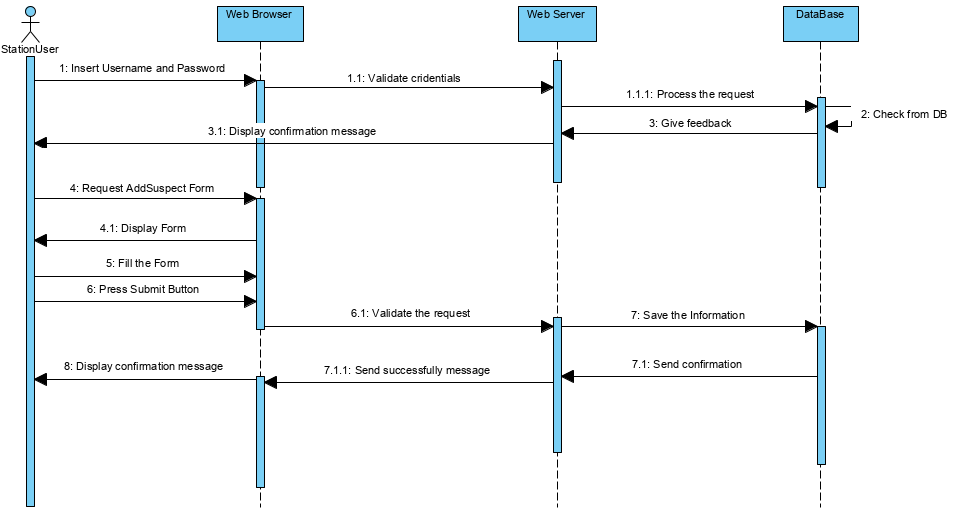 Web Browser
Web Server
DataBase
StationUser
1: Insert Username and Password
1.1: Validate cridentials
1.1.1: Process the request
2: Check from DB
3: Give feedback
3.1: Display confirmation message
4: Request AddSuspect Form
4.1: Display Form
5: Fill the Form
6: Press Submit Button
6.1: Validate the request
7: Save the Information
7.1: Send confirmation
7.1.1: Send successfully message
8: Display confirmation message